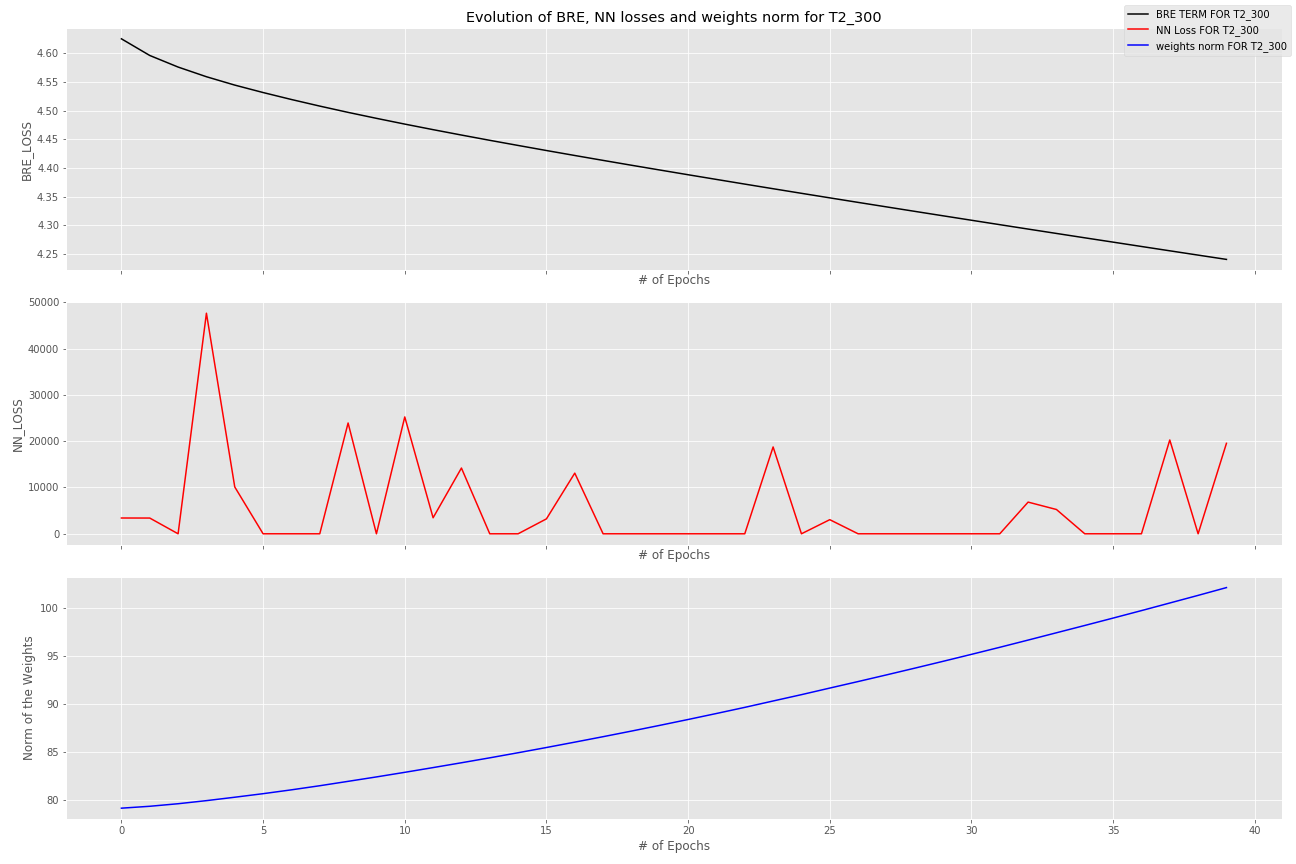 Evolution of BRE, NN losses and weights norm for T2_300
BRE TERM FOR T2_300
NN Loss FOR T2_300
weights norm FOR T2_300
BRE_LOSS
4.60
4.55
4.50
4.45
4.40
4.35
4.30
4.25
# of Epochs
NN_LOSS
50000
40000
30000
20000
10000
0
# of Epochs
Norm of the Weights
100
95
90
85
80
0 5 10 15 20 25 30 35 40
# of Epochs